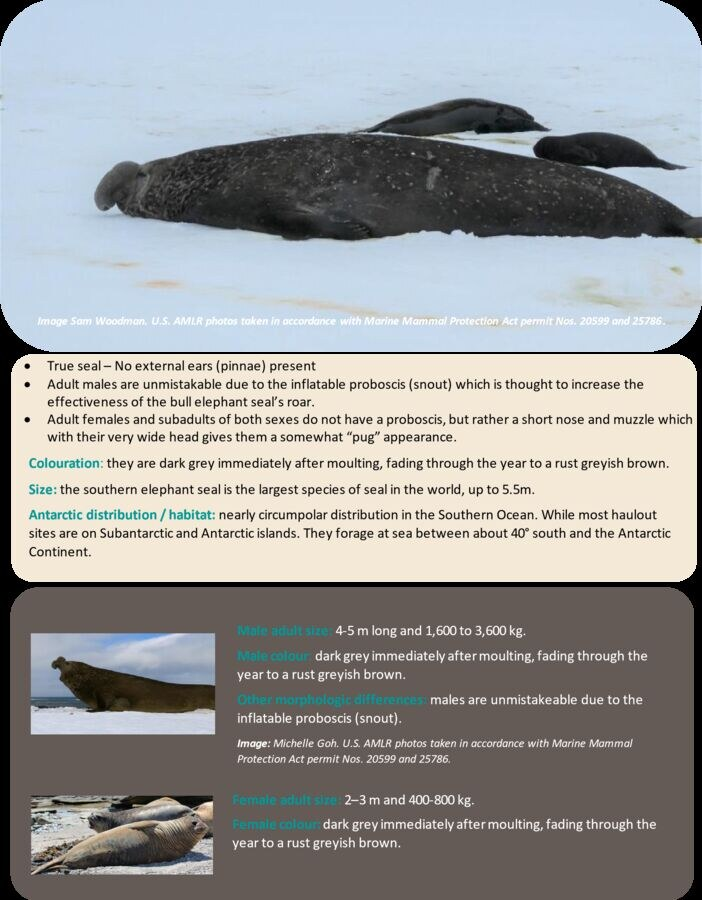 Image Sam Woodman. U.S. AMLR photos taken in accordance with Marine Mammal Protection Act permit Nos. 20599 and 25786.
• True seal – No external ears (pinnae) present
• Adult males are unmistakable due to the inflatable proboscis (snout) which is thought to increase the
effectiveness of the bull elephant seal's roar.
• Adult females and subadults of both sexes do not have a proboscis, but rather a short nose and muzzle which
with their very wide head gives them a somewhat “pug” appearance.
Colouration: they are dark grey immediately after moulting, fading through the year to a rust greyish brown.
Size: the southern elephant seal is the largest species of seal in the world, up to 5.5m.
Antarctic distribution / habitat: nearly circumpolar distribution in the Southern Ocean. While most haulout
sites are on Subantarctic and Antarctic islands. They forage at sea between about 40° south and the Antarctic
Continent.
Male adult size: 4-5 m long and 1,600 to 3,600 kg.
Male colour: dark grey immediately after moulting, fading through the
year to a rust greyish brown.
Other morphologic differences: males are unmistakeable due to the
inflatable proboscis (snout).
Image: Michelle Goh. U.S. AMLR photos taken in accordance with Marine Mammal
Protection Act permit Nos. 20599 and 25786.
Female adult size: 2–3 m and 400-800 kg.
Female colour: dark grey immediately after moulting, fading through the
year to a rust greyish brown.